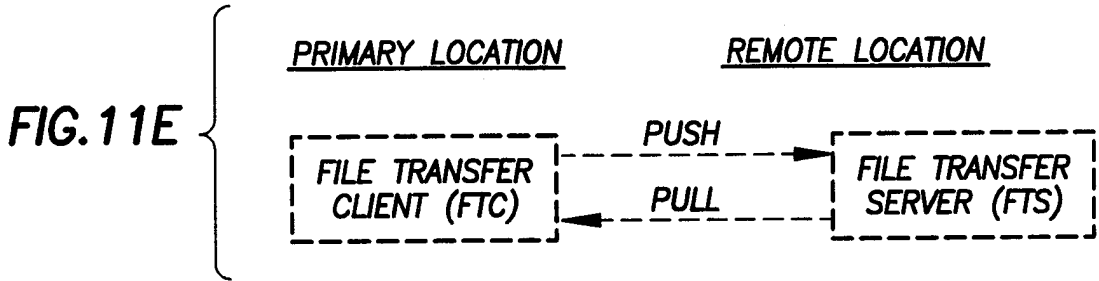 FIG. 11E
PRIMARY LOCATION
REMOTE LOCATION
FILE TRANSFER
CLIENT (FTC)
PUSH
PULL
FILE TRANSFER
SERVER (FTS)